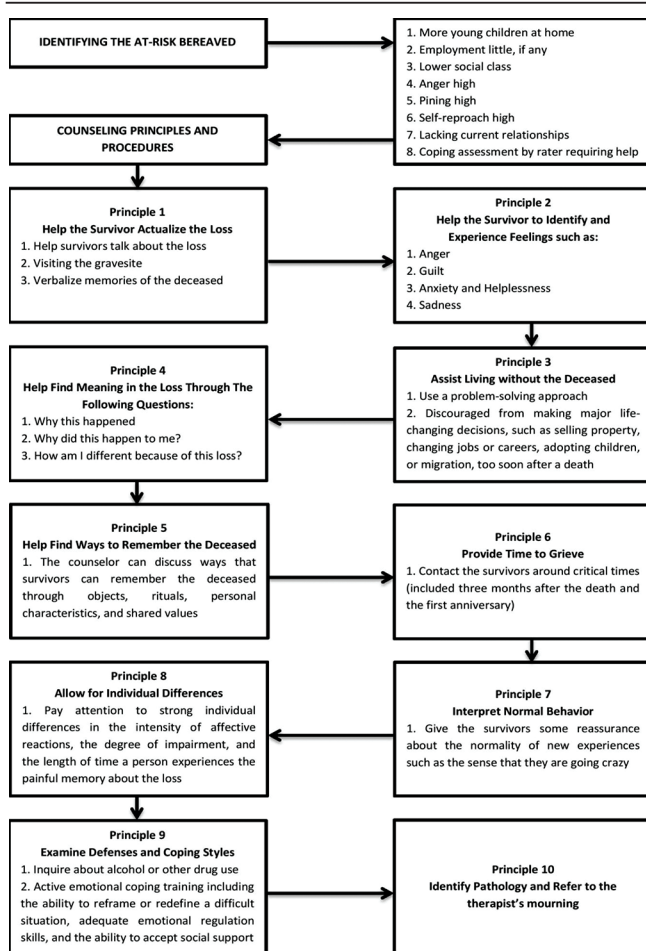 IDENTIFYING THE AT-RISK BEREAVED
1. More young children at home
2. Employment little, if any
3. Lower social class
4. Anger high
5. Pining high
6. Self-reproach high
7. Lacking current relationships
8. Coping assessment by rater requiring help
COUNSELING PRINCIPLES AND
PROCEDURES
Principle 1
Help the Survivor Actualize the Loss
1. Help survivors talk about the loss
2. Visiting the gravesite
3. Verbalize memories of the deceased
Principle 2
Help the Survivor to Identify and
Experience Feelings such as:
1. Anger
2. Guilt
3. Anxiety and Helplessness
4. Sadness
Principle 3
Assist Living without the Deceased
1. Use a problem-solving approach
2. Discouraged from making major life-
changing decisions, such as selling property,
changing jobs or careers, adopting children,
or migration, too soon after a death
Principle 4
Help Find Meaning in the Loss Through The
Following Questions:
1. Why this happened
2. Why did this happen to me?
3. How am I different because of this loss?
Principle 5
Help Find Ways to Remember the Deceased
1. The counselor can discuss ways that
survivors can remember the deceased
through objects, rituals, personal
characteristics, and shared values
Principle 6
Provide Time to Grieve
1. Contact the survivors around critical times
(included three months after the death and
the first anniversary)
Principle 7
Interpret Normal Behavior
1. Give the survivors some reassurance
about the normality of new experiences
such as the sense that they are going crazy
Principle 8
Allow for Individual Differences
1. Pay attention to strong individual
differences in the intensity of affective
reactions, the degree of impairment, and
the length of time a person experiences the
painful memory about the loss
Principle 9
Examine Defenses and Coping Styles
1. Inquire about alcohol or other drug use
2. Active emotional coping training including
the ability to reframe or redefine a difficult
situation, adequate emotional regulation
skills, and the ability to accept social support
Principle 10
Identify Pathology and Refer to the
therapist's mourning